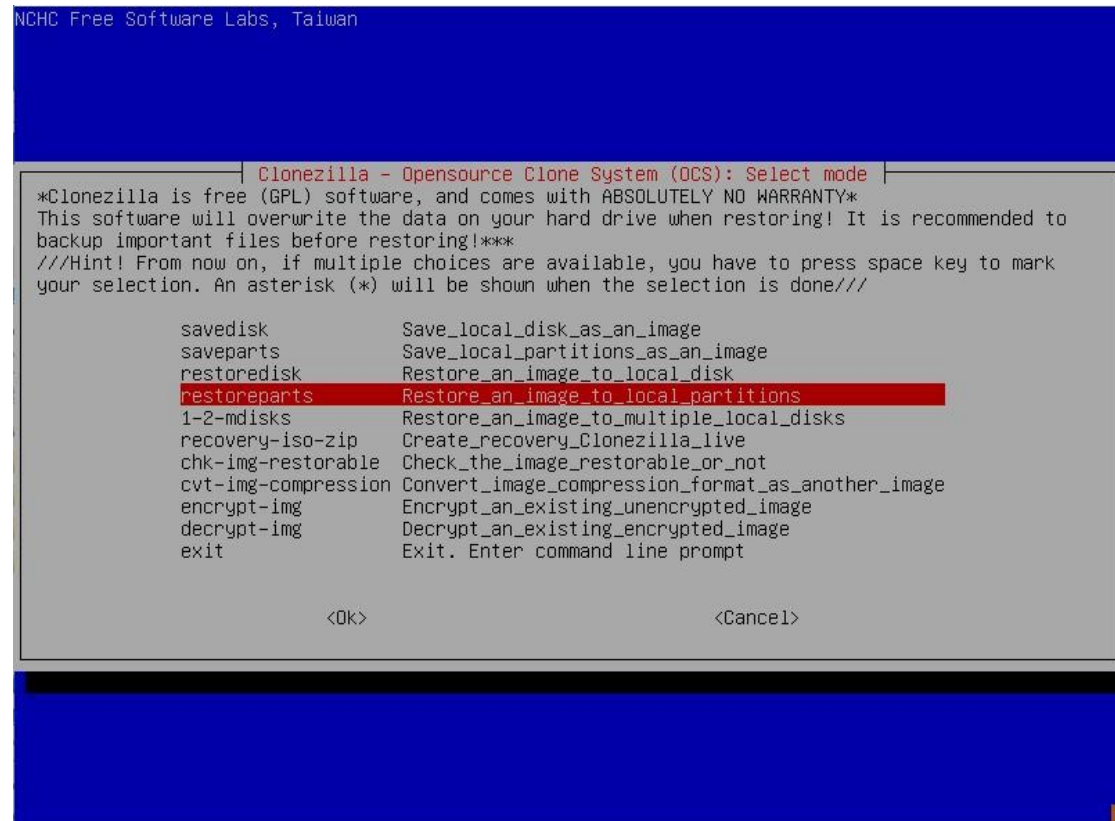 NCHC Free Software Labs, Taiwan
Clonezilla - Opensource Clone System (OCS): Select mode
*Clonezilla is free (GPL) software, and comes with ABSOLUTELY NO WARRANTY*
This software will overwrite the data on your hard drive when restoring! It is recommended to
backup important files before restoring!***
///Hint! From now on, if multiple choices are available, you have to press space key to mark
your selection. An asterisk (*) will be shown when the selection is done///
savedisk Save_local_disk_as_an_image
saveparts Save_local_partitions_as_an_image
restoredisk Restore_an_image_to_local_disk
restoreparts Restore_an_image_to_local_partitions
1-2-mdisks Restore_an_image_to_multiple_local_disks
recovery-iso-zip Create_recovery_Clonezilla_live
chk-img-restorable Check_the_image_restorable_or_not
cvt-img-compression Convert_image_compression_format_as_another_image
encrypt-img Encrypt_an_existing_unencrypted_image
decrypt-img Decrypt_an_existing_encrypted_image
exit Exit. Enter command line prompt
<Ok> <Cancel>